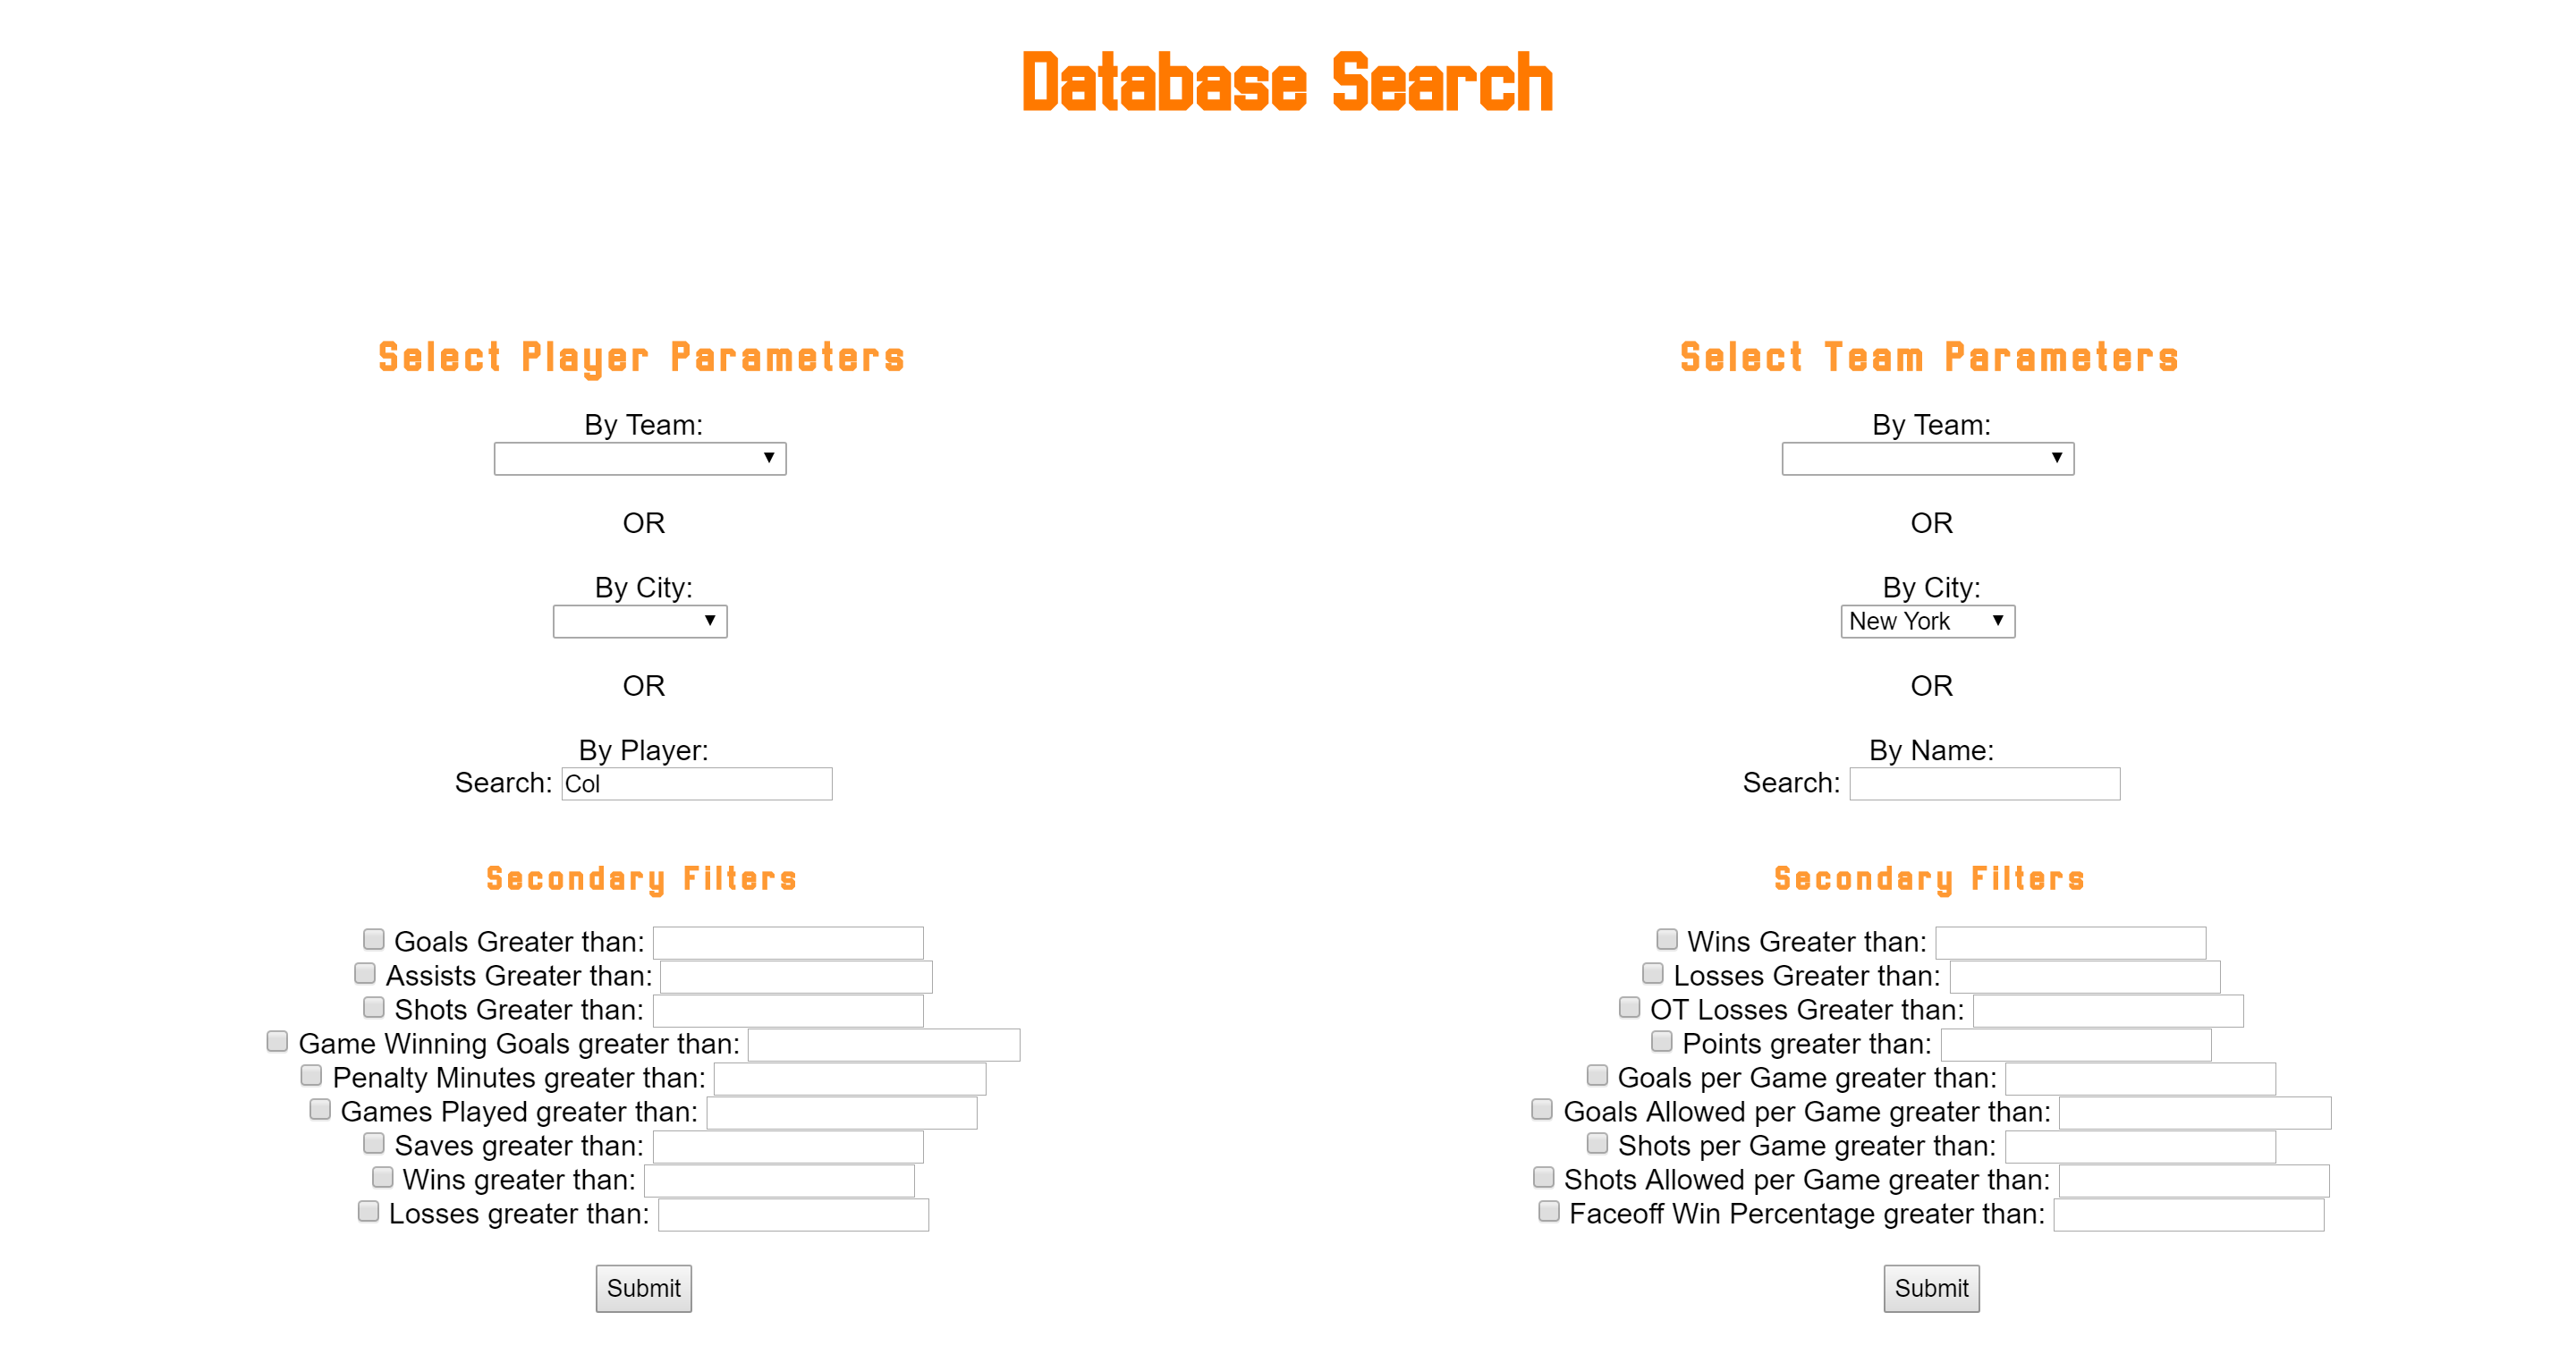 Database Search
Select Player Parameters
By Team:
OR
By City:
OR
By Player:
Search: Col
Secondary Filters
Goals Greater than:
Assists Greater than:
Shots Greater than:
Game Winning Goals greater than:
Penalty Minutes greater than:
Games Played greater than:
Saves greater than:
Wins greater than:
Losses greater than:
Submit
Select Team Parameters
By Team:
OR
By City:
New York
OR
By Name:
Search:
Secondary Filters
Wins Greater than:
Losses Greater than:
OT Losses Greater than:
Points greater than:
Goals per Game greater than:
Goals Allowed per Game greater than:
Shots per Game greater than:
Shots Allowed per Game greater than:
Faceoff Win Percentage greater than:
Submit